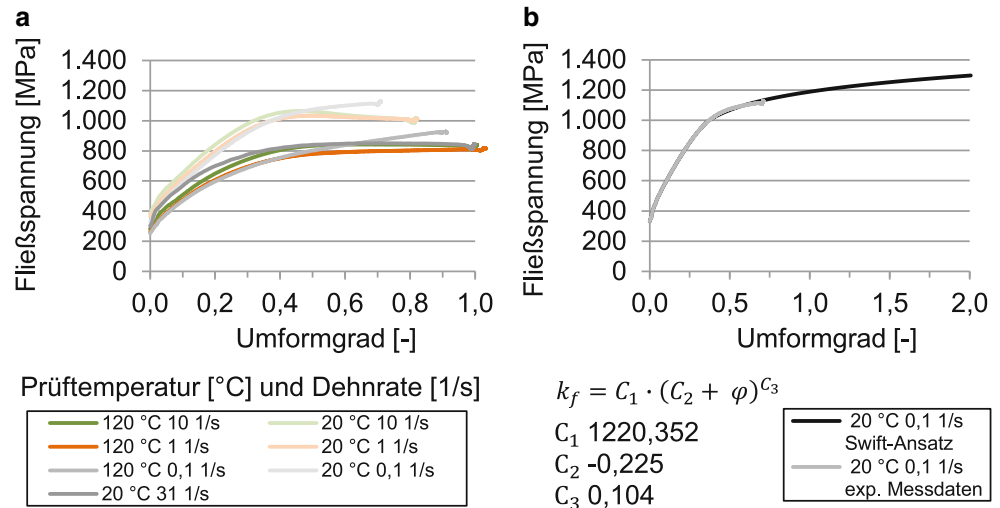 a
Fließspannung [MPa]
1.400
1.200
1.000
800
600
400
200
0
0,0 0,2 0,4 0,6 0,8 1,0
Umformgrad [-]
Prüftemperatur [°C] und Dehnrate [1/s]
120 °C 10 1/s
20 °C 10 1/s
120 °C 1 1/s
20 °C 1 1/s
120 °C 0,1 1/s
20 °C 0,1 1/s
20 °C 31 1/s
b
Fließspannung [MPa]
1.400
1.200
1.000
800
600
400
200
0
0,0 0,5 1,0 1,5 2,0
Umformgrad [-]
k_f = C_1 · (C_2 + φ)^{C_3}
C₁ 1220,352
C₂ -0,225
C₃ 0,104
20 °C 0,1 1/s
Swift-Ansatz
20 °C 0,1 1/s
exp. Messdaten